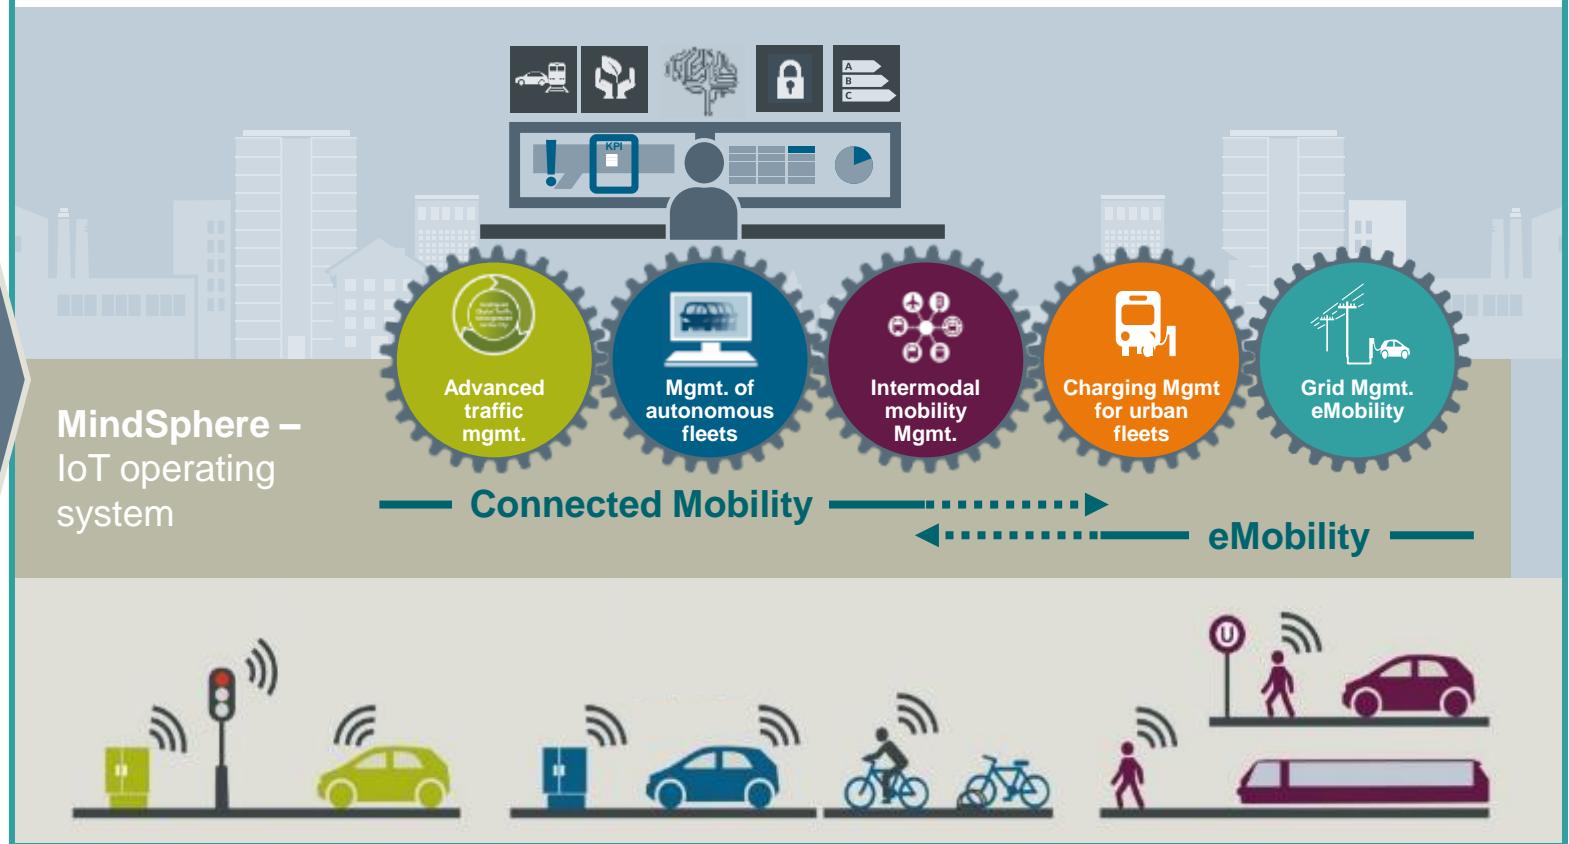 A
B
C
KPI
Advanced
traffic
mgmt.
Mgmt. of
autonomous
fleets
Intermodal
mobility
Mgmt.
Charging Mgmt
for urban
fleets
Grid Mgmt.
eMobility
MindSphere –
IoT operating
system
Connected Mobility
eMobility
U